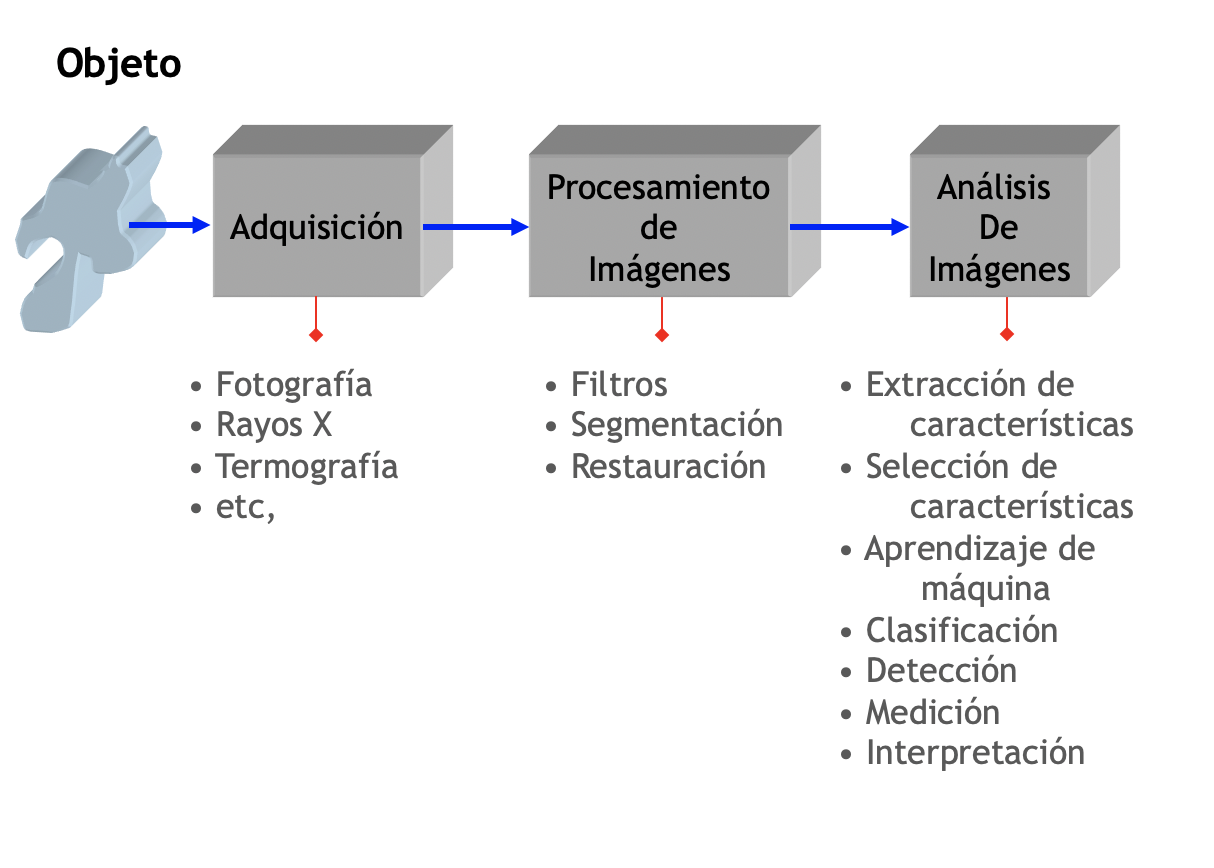 Objeto
Adquisición
Procesamiento
de
Imágenes
Análisis
De
Imágenes
• Fotografía
• Rayos X
• Termografía
• etc,
• Filtros
• Segmentación
• Restauración
• Extracción de
características
• Selección de
características
• Aprendizaje de
máquina
• Clasificación
• Detección
• Medición
• Interpretación